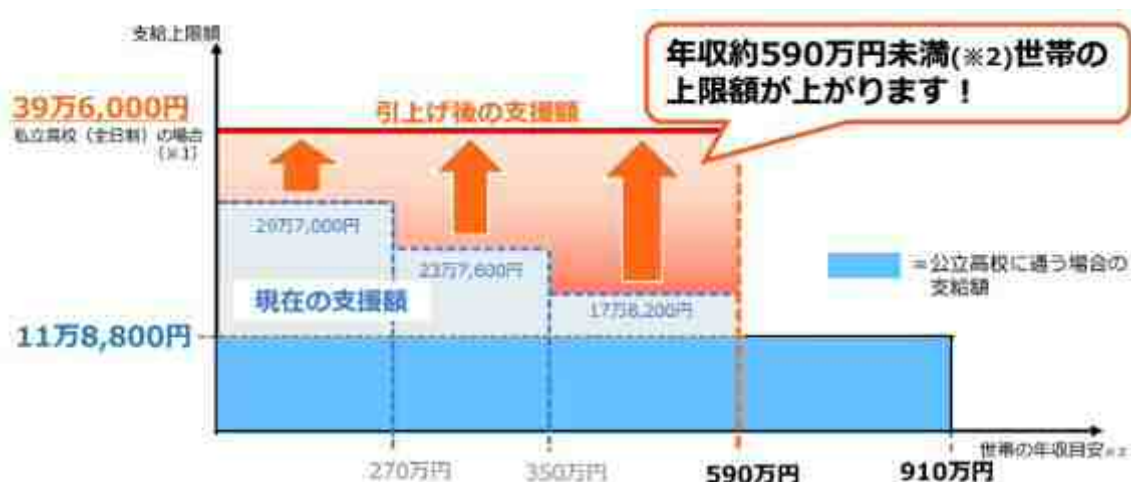 支給上限額
年収約590万円未満(※2)世帯の
上限額が上がります！
39万6,000円
私立高校（全日制）の場合
(※1)
引上げ後の支援額
29万7,000円
23万7,600円
17万8,200円
現在の支援額
=公立高校に通う場合の
支給額
11万8,800円
世帯の年収目安※2
270万円
350万円
590万円
910万円